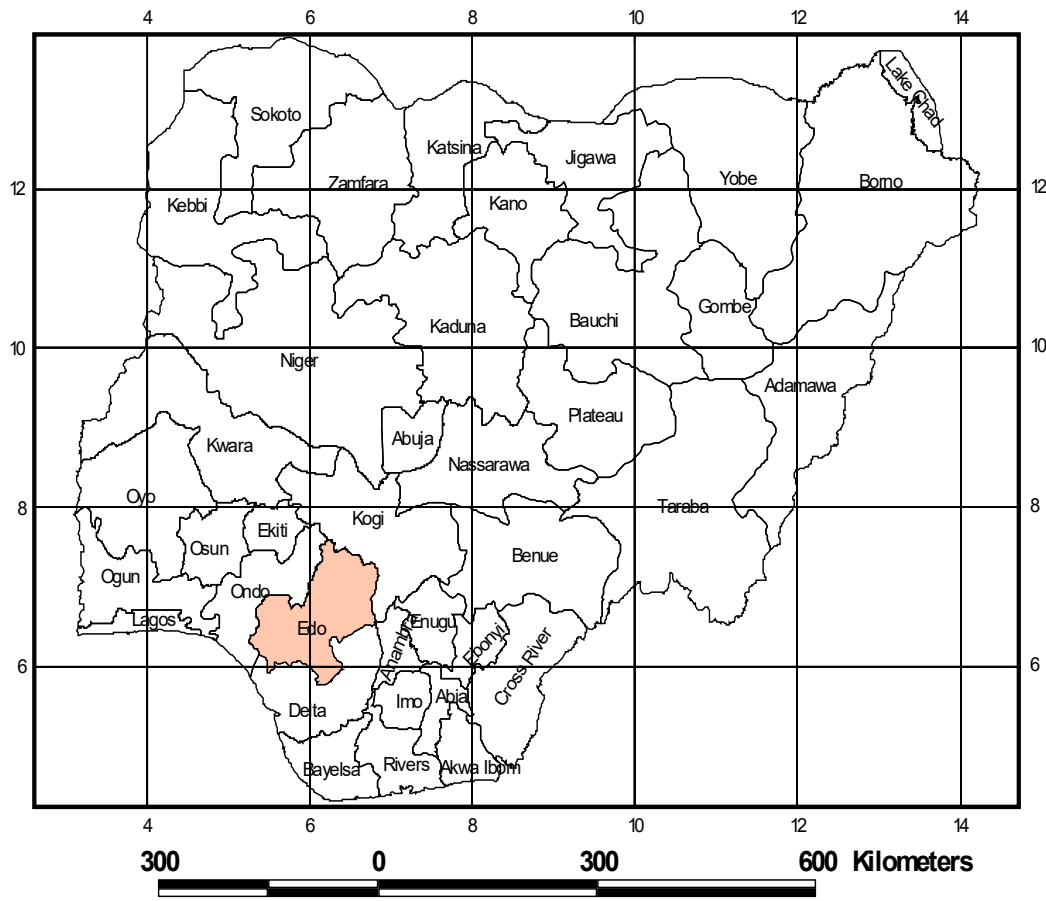 4 6 8 10 12 14
Lake Chad
Sokoto
Katsina
Jigawa
Zamfara
Yobe
Borno
12 12
Kebbi
Kano
Gombe
Bauchi
Kaduna
10 10
Niger
Adamawa
Plateau
Abuja
Kwara
Nassarawa
Oyo
8 8
Taraba
Kogi
Ekiti
Osun
Benue
Ogun
Ondo
Lagos
Edo
Enugu
Anambr
Ebonyi
Cross River
6 6
Abia
Imo
Delta
Bayelsa
Rivers
Akwa Ibom
4 6 8 10 12 14
300 0 300 600 Kilometers